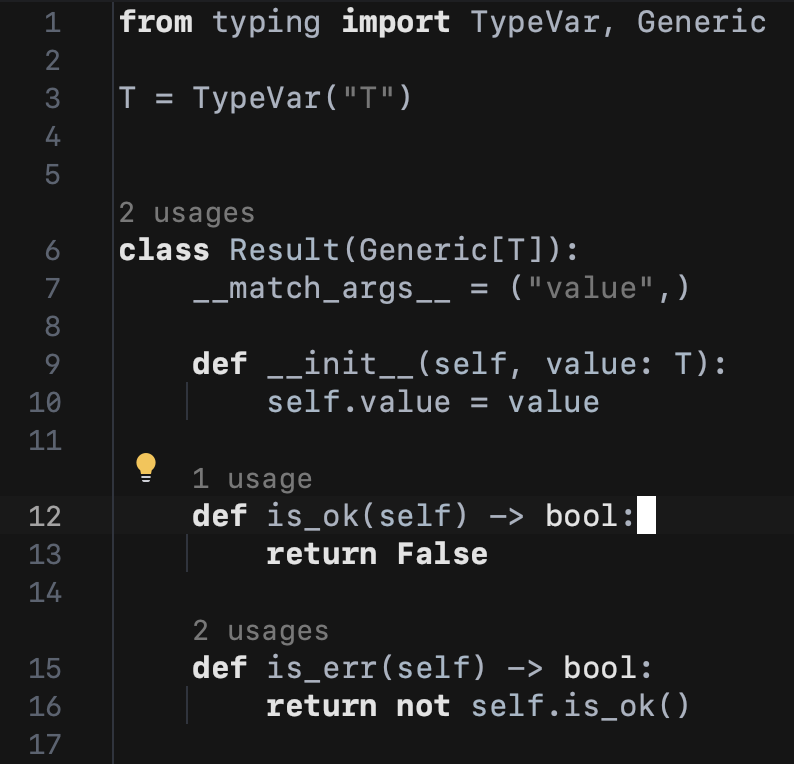 1 from typing import TypeVar, Generic
2
3 T = TypeVar("T")
4
5
2 usages
6 class Result(Generic[T]):
7     __match_args__ = ("value",)
8
9     def __init__(self, value: T):
10         self.value = value
11
1 usage
12     def is_ok(self) -> bool:
13         return False
14
2 usages
15     def is_err(self) -> bool:
16         return not self.is_ok()
17